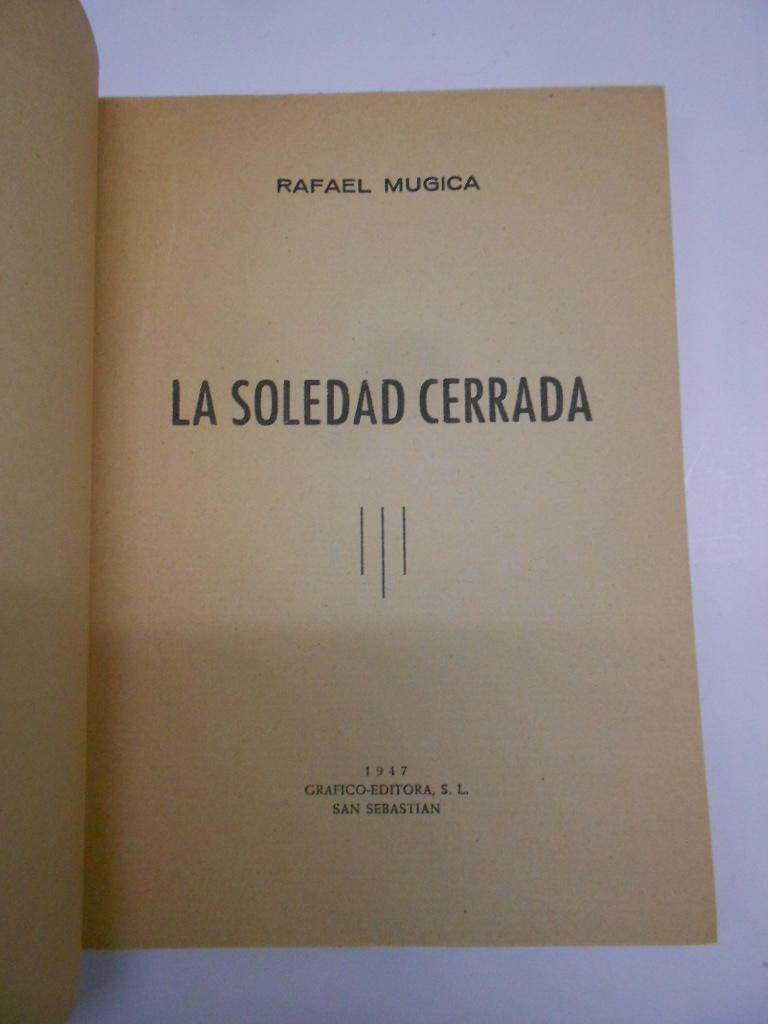 RAFAEL MUGICA
LA SOLEDAD CERRADA
1947
GRAFICO-EDITORA, S. L.
SAN SEBASTIAN